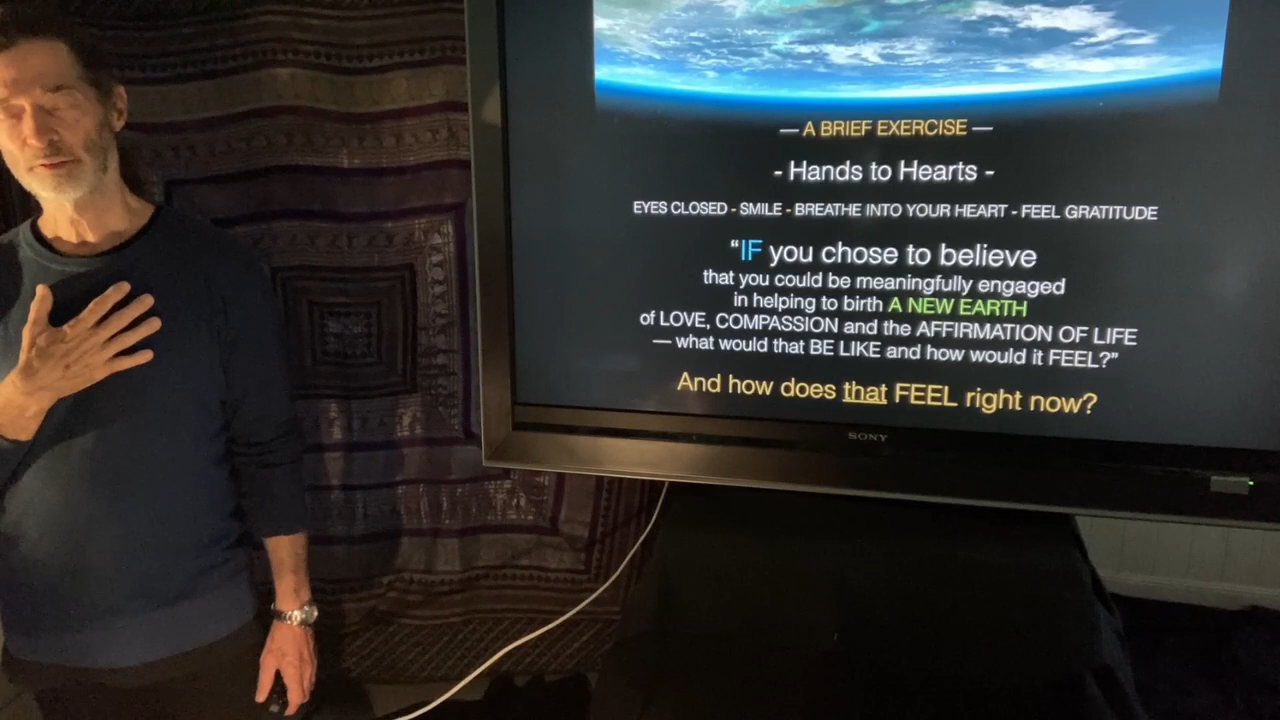 — A BRIEF EXERCISE —
- Hands to Hearts -
EYES CLOSED - SMILE - BREATHE INTO YOUR HEART - FEEL GRATITUDE
“IF you chose to believe
that you could be meaningfully engaged
in helping to birth A NEW EARTH
of LOVE, COMPASSION and the AFFIRMATION OF LIFE
— what would that BE LIKE and how would it FEEL?”
And how does that FEEL right now?
SONY